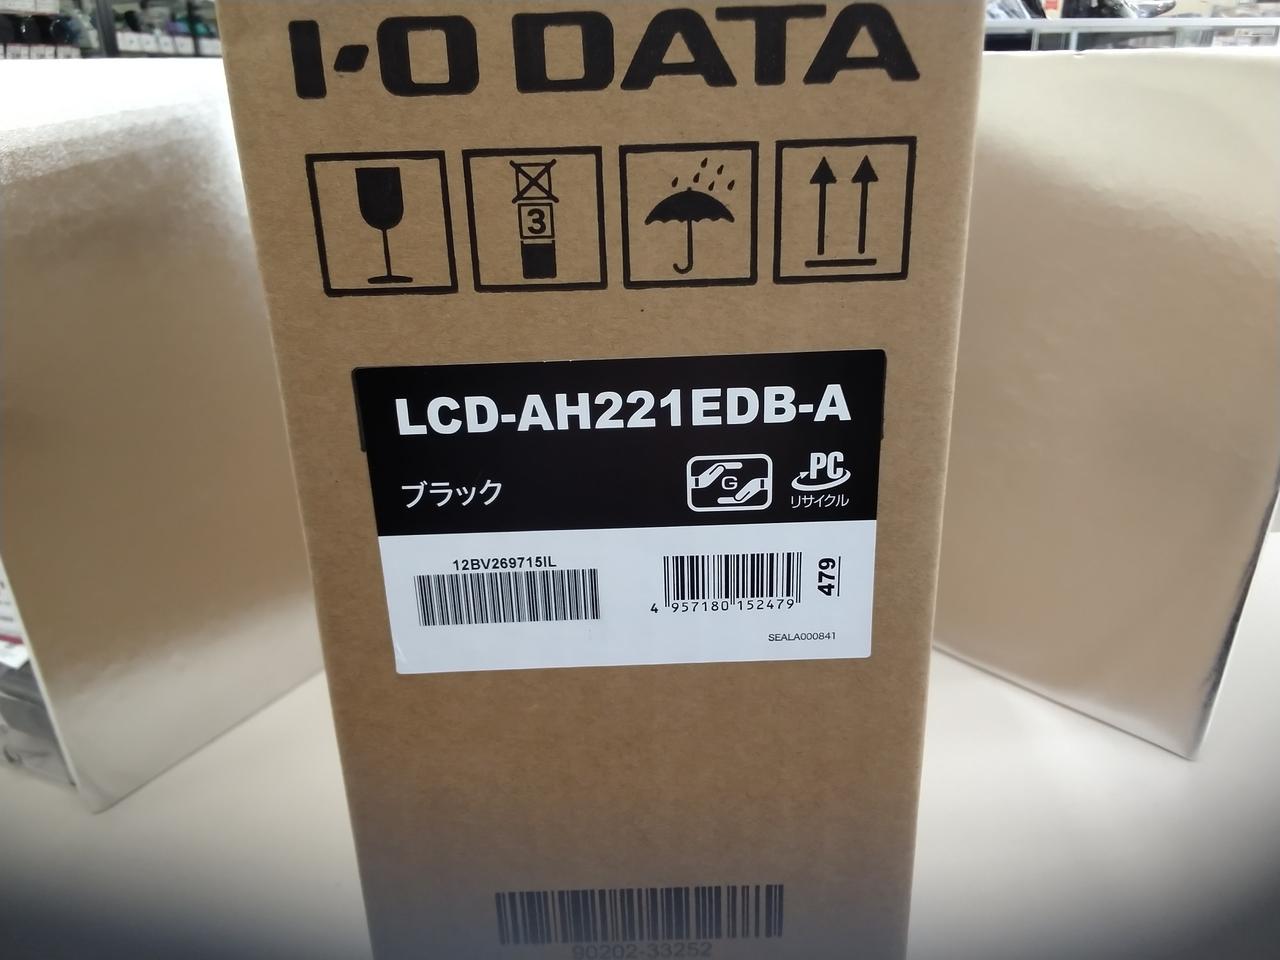 I-O DATA
3
LCD-AH221EDB-A
ブラック
G
PC
リサイクル
12BV269715IL
4 957180 152479
479
SEALA000841
90202-33252